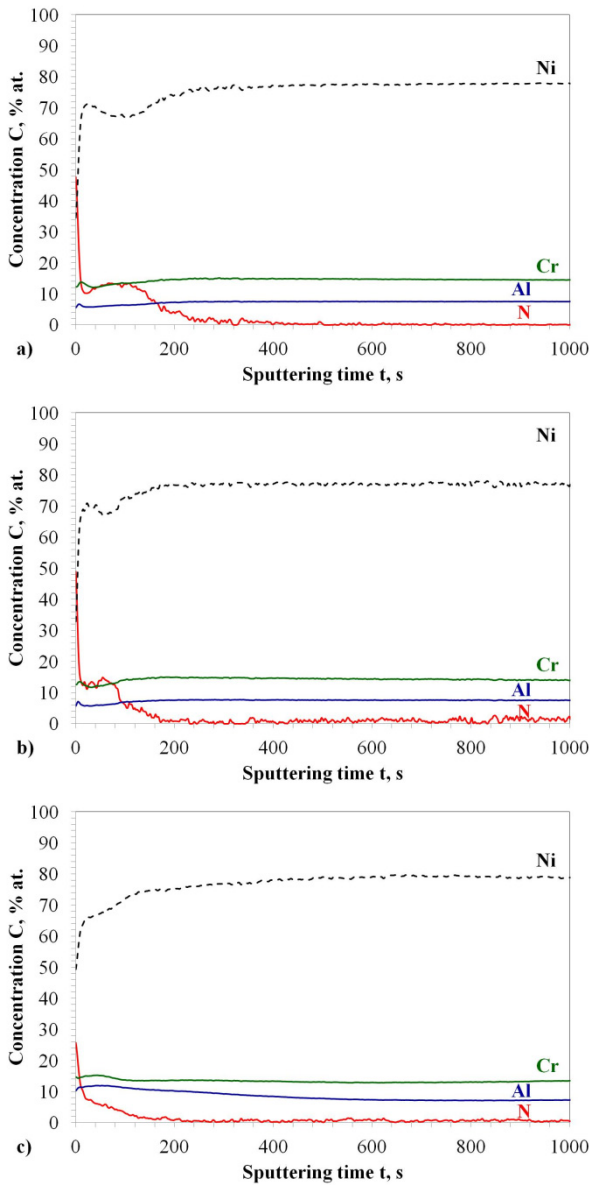 100
90
80
70
60
50
40
30
20
10
0
Concentration C, % at.
Ni
Cr
Al
N
0 200 400 600 800 1000
a) Sputtering time t, s
100
90
80
70
60
50
40
30
20
10
0
Concentration C, % at.
Ni
Cr
Al
N
0 200 400 600 800 1000
b) Sputtering time t, s
100
90
80
70
60
50
40
30
20
10
0
Concentration C, % at.
Ni
Cr
Al
N
0 200 400 600 800 1000
c) Sputtering time t, s